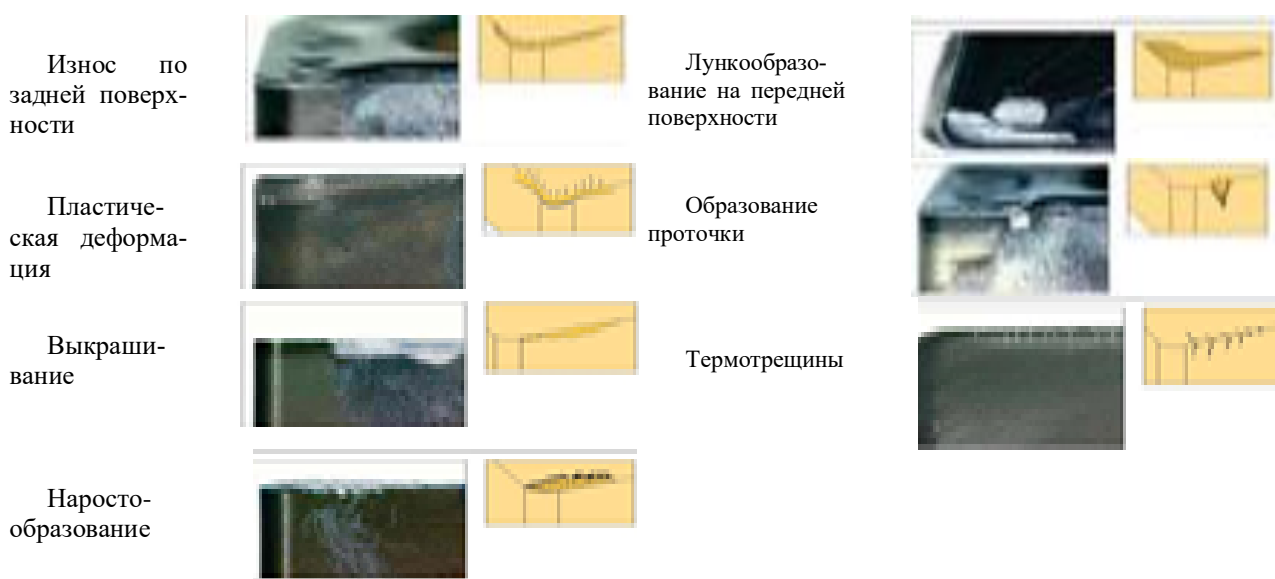 Износ по
задней поверх-
ности
Лункообразо-
вание на передней
поверхности
Пластиче-
ская деформа-
ция
Образование
проточки
Выкраши-
вание
Термотрещины
Наросто-
образование